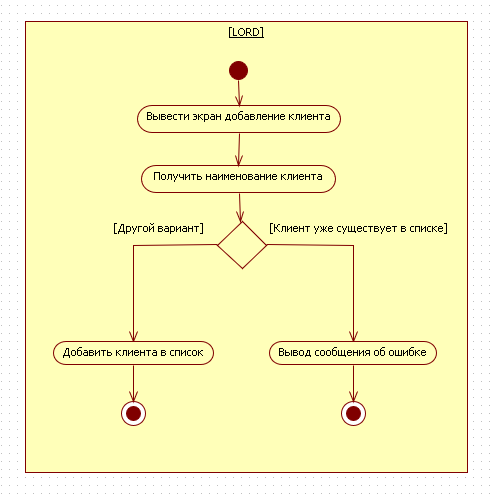 [LORD]
Вывести экран добавление клиента
Получить наименование клиента
[Другой вариант]
[Клиент уже существует в списке]
Добавить клиента в список
Вывод сообщения об ошибке